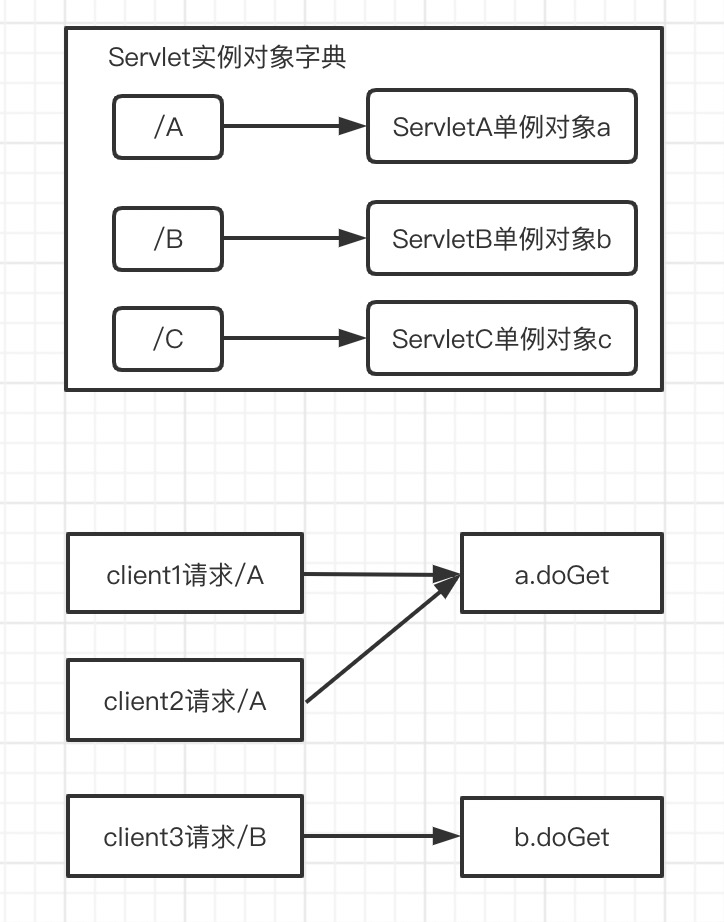 Servlet实例对象字典
/A
ServletA单例对象a
/B
ServletB单例对象b
/C
ServletC单例对象c
client1请求/A
a.doGet
client2请求/A
client3请求/B
b.doGet